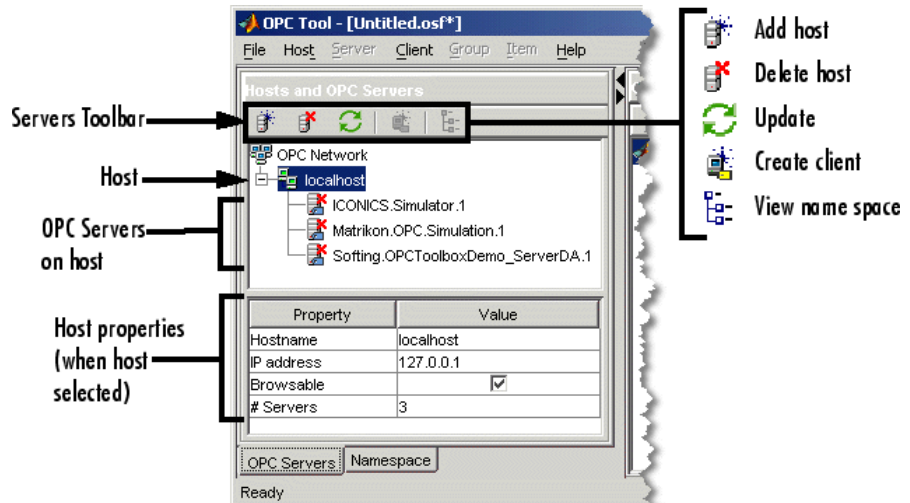 OPC Tool - [Untitled.osf*]
File Host Server Client Group Item Help
Hosts and OPC Servers
Servers Toolbar
OPC Network
Host
localhost
ICONICS.Simulator.1
OPC Servers
on host
Matrikon.OPC.Simulation.1
Softing.OPCToolboxDemo_ServerDA.1
Host properties
(when host
selected)
Property Value
Hostname localhost
IP address 127.0.0.1
Browsable
# Servers 3
OPC Servers Namespace
Ready
Add host
Delete host
Update
Create client
View name space